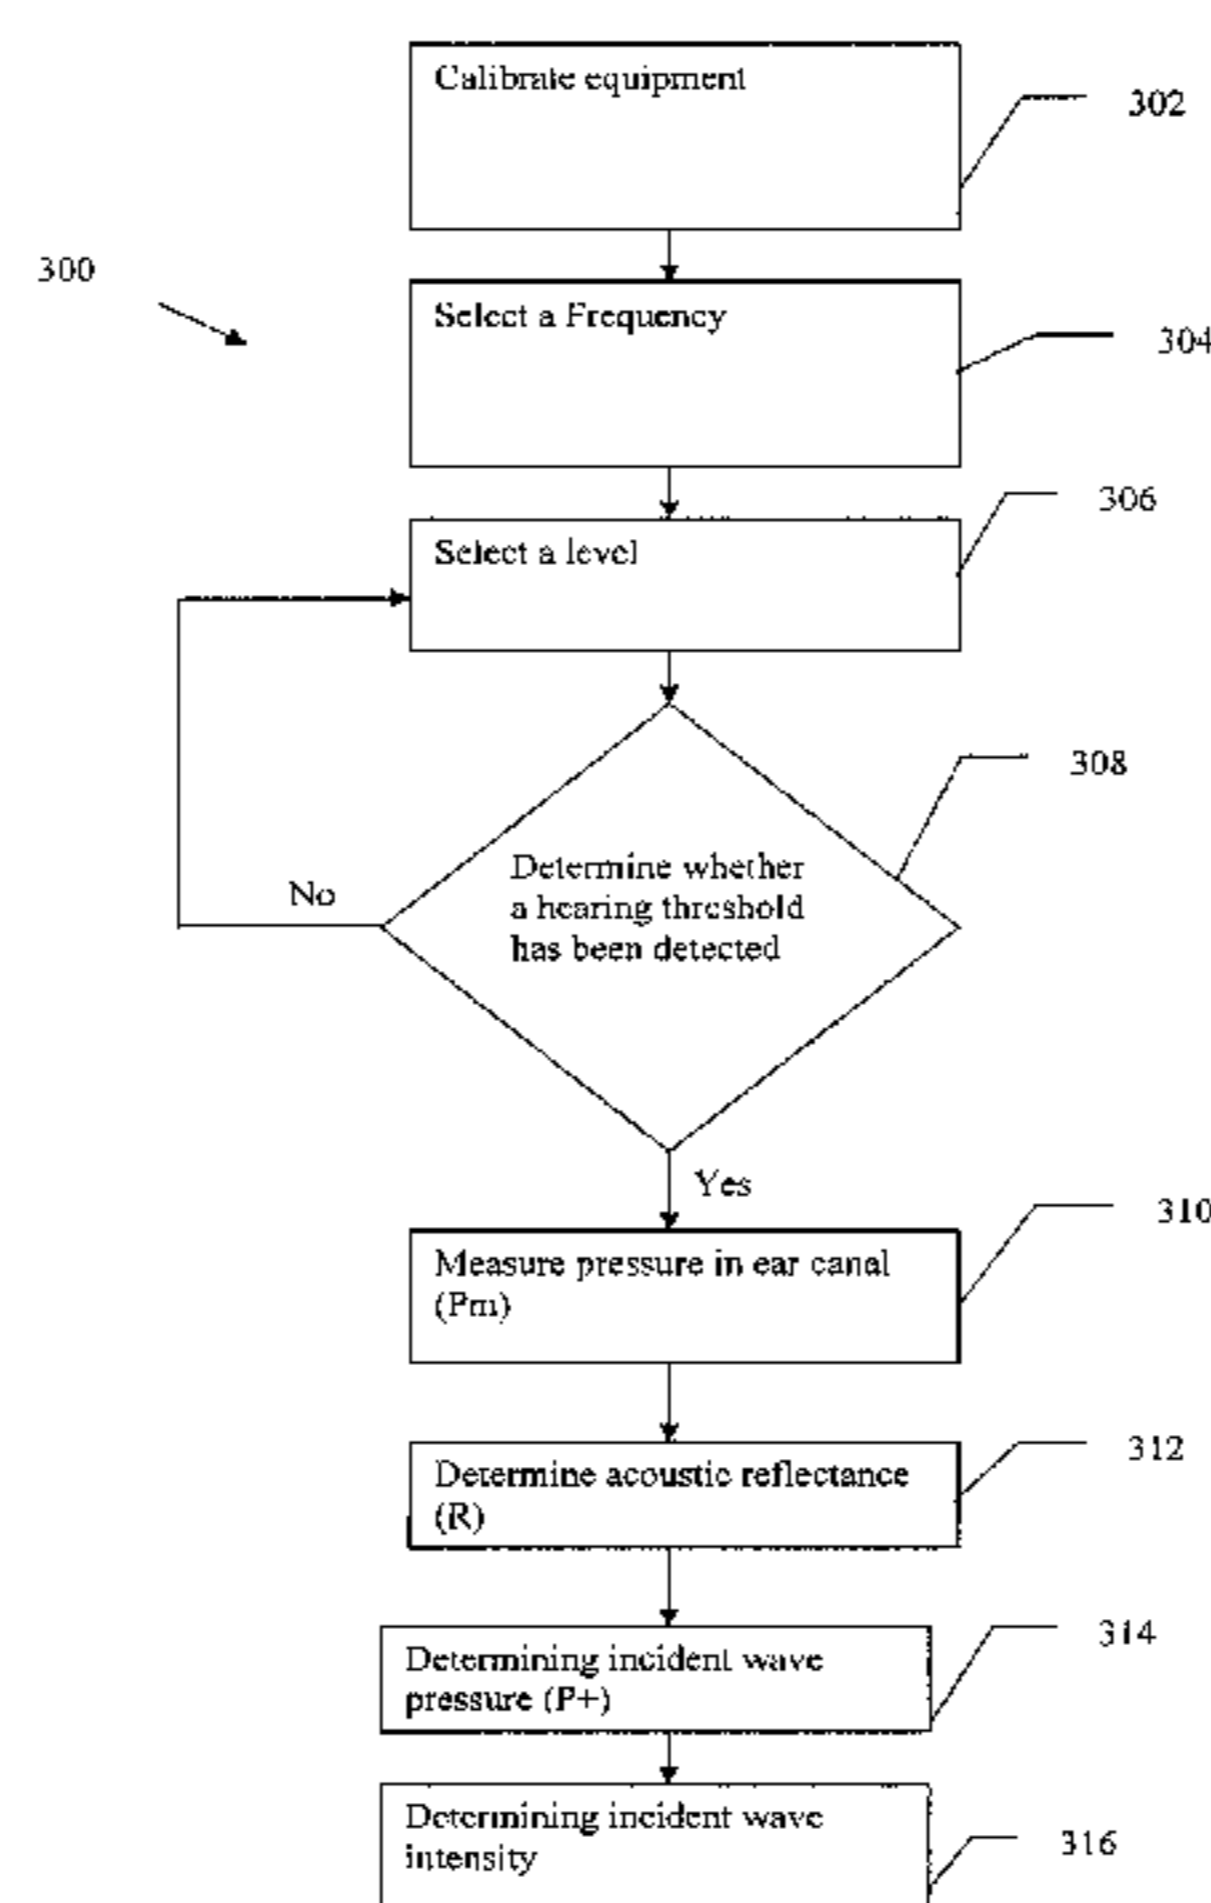 Calibrate equipment
302
300
Select a Frequency
304
306
Select a level
308
Determine whether
a hearing threshold
has been detected
No
Yes
310
Measure pressure in ear canal
(Pm)
312
Determine acoustic reflectance
(R)
314
Determining incident wave
pressure (P+)
Determining incident wave
intensity
316